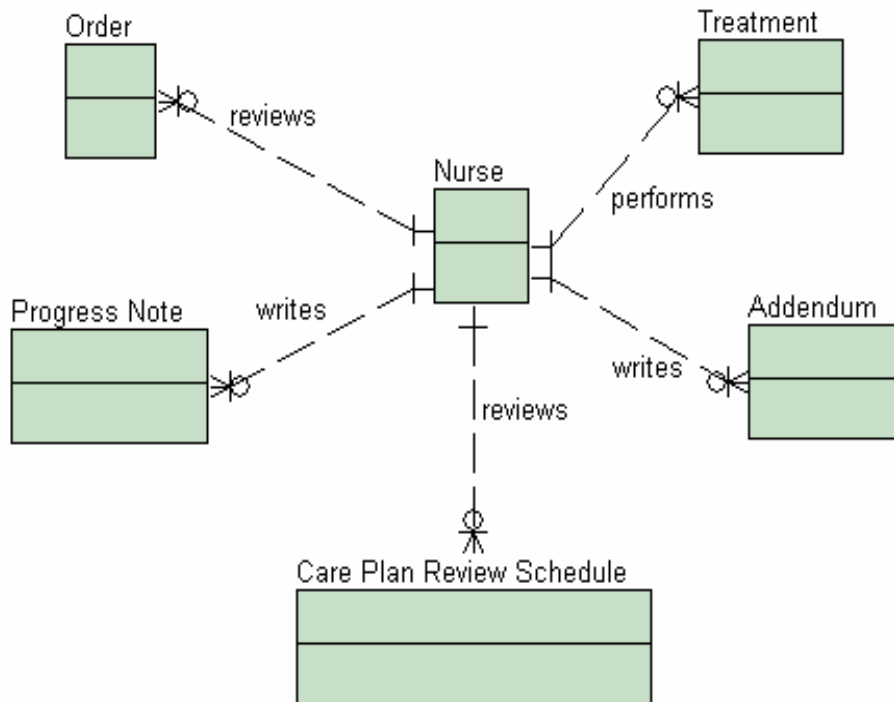 Order
Treatment
reviews
Nurse
performs
Progress Note
writes
Addendum
writes
reviews
Care Plan Review Schedule